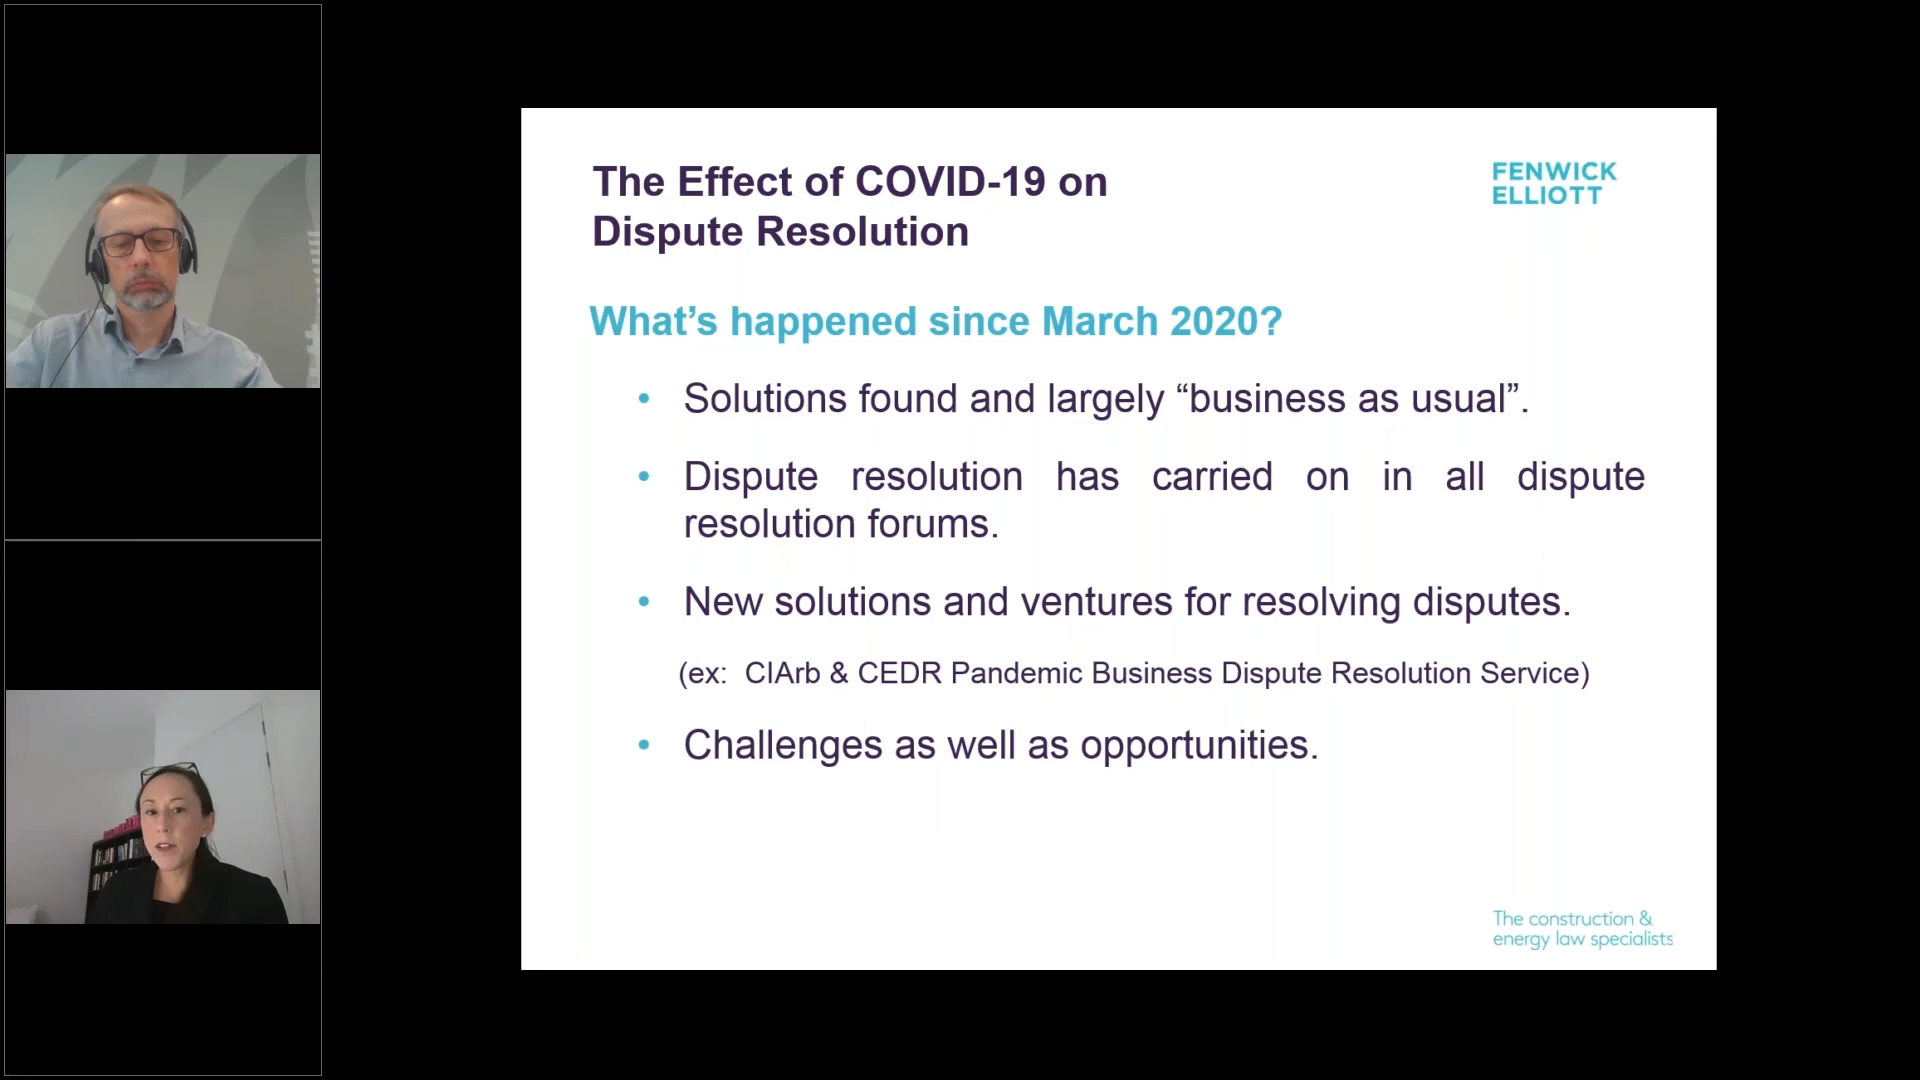 The Effect of COVID-19 on
Dispute Resolution
FENWICK
ELLIOTT
What’s happened since March 2020?
• Solutions found and largely “business as usual”.
• Dispute resolution has carried on in all dispute
resolution forums.
• New solutions and ventures for resolving disputes.
(ex: CIArb & CEDR Pandemic Business Dispute Resolution Service)
• Challenges as well as opportunities.
The construction &
energy law specialists